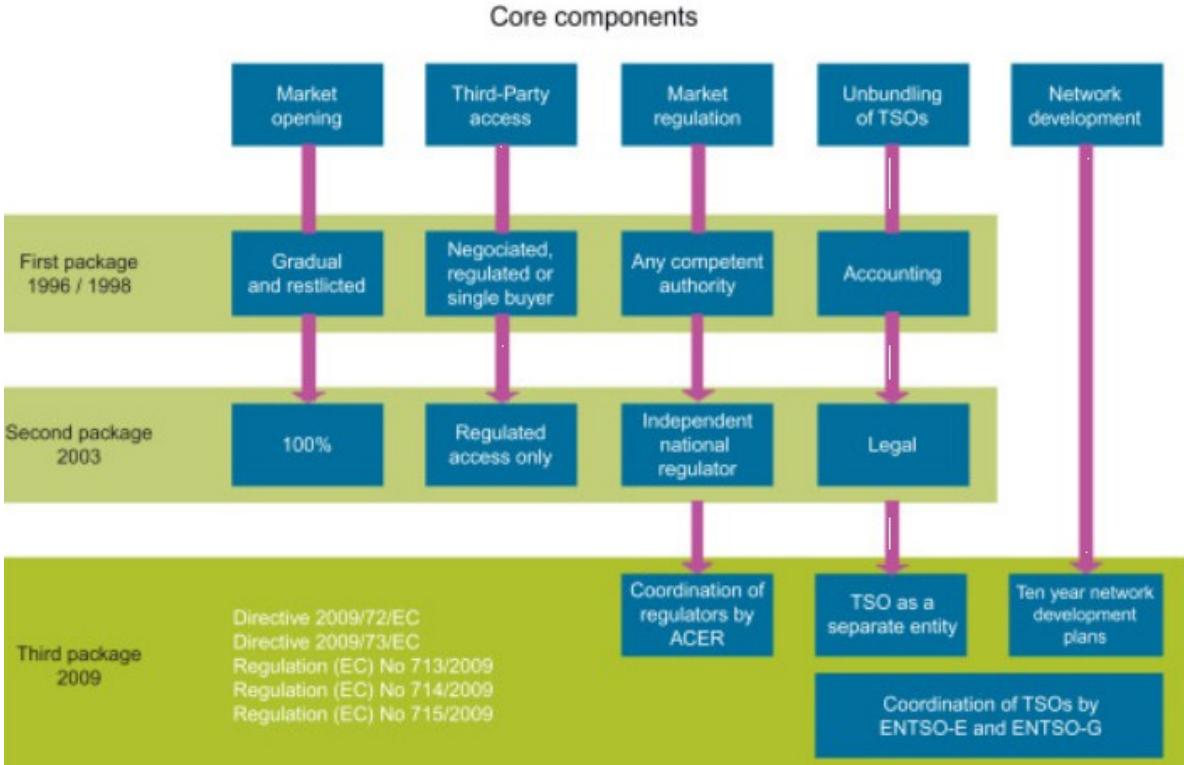 Core components
Market
opening
Third-Party
access
Market
regulation
Unbundling
of TSOs
Network
development
First package
1996 / 1998
Gradual
and restlicted
Negociated,
regulated or
single buyer
Any competent
authority
Accounting
Second package
2003
100%
Regulated
access only
Independent
national
regulator
Legal
Third package
2009
Directive 2009/72/EC
Directive 2009/73/EC
Regulation (EC) No 713/2009
Regulation (EC) No 714/2009
Regulation (EC) No 715/2009
Coordination of
regulators by
ACER
TSO as a
separate entity
Ten year network
development
plans
Coordination of TSOs by
ENTSO-E and ENTSO-G